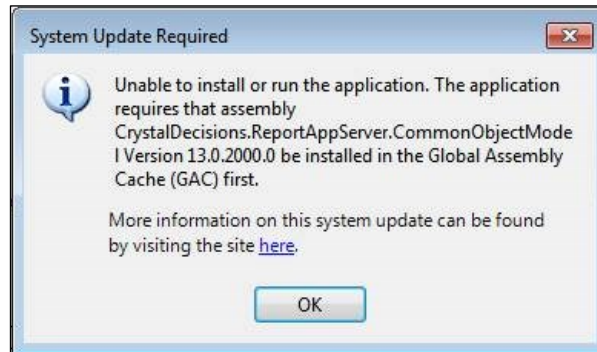 System Update Required
Unable to install or run the application. The application
requires that assembly
CrystalDecisions.ReportAppServer.CommonObjectMode
l Version 13.0.2000.0 be installed in the Global Assembly
Cache (GAC) first.
More information on this system update can be found
by visiting the site here.
OK